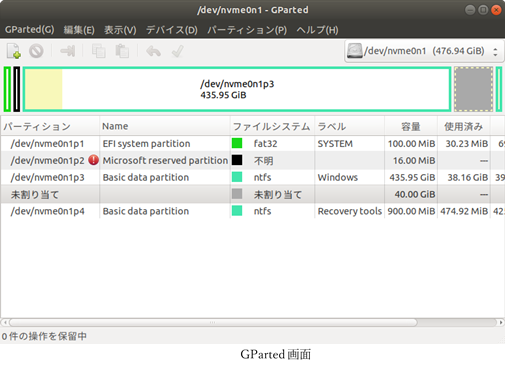 /dev/nvme0n1 - GParted
GParted(G) 編集(E) 表示(V) デバイス(D) パーティション(P) ヘルプ(H)
/dev/nvme0n1 (476.94 GiB)
/dev/nvme0n1p3
435.95 GiB
パーティション Name ファイルシステム ラベル 容量 使用済み
/dev/nvme0n1p1 EFI system partition fat32 SYSTEM 100.00 MiB 30.23 MiB
/dev/nvme0n1p2 Microsoft reserved partition 不明 16.00 MiB ---
/dev/nvme0n1p3 Basic data partition ntfs Windows 435.95 GiB 38.16 GiB 39
未割り当て 未割り当て 40.00 GiB ---
/dev/nvme0n1p4 Basic data partition ntfs Recovery tools 900.00 MiB 474.92 MiB
0 件の操作を保留中
GParted 画面